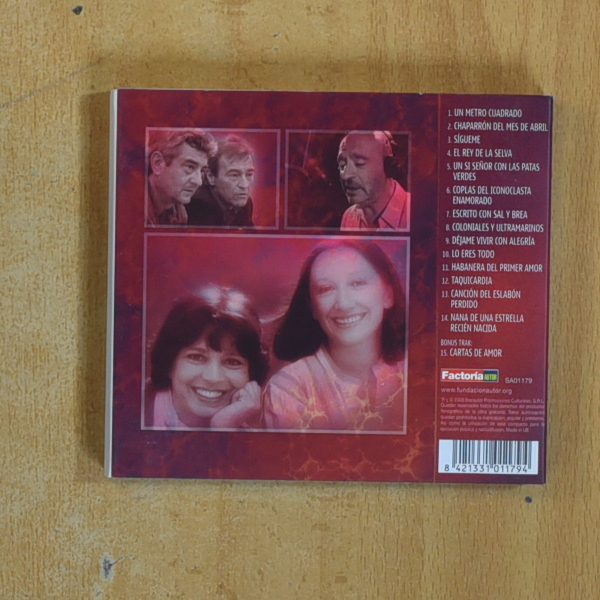 1. UN METRO CUADRADO
2. CHAPARRÓN DEL MES DE ABRIL
3. SÍGUEME
4. EL REY DE LA SELVA
5. UN SI SEÑOR CON LAS PATAS
VERDES
6. COPLAS DEL ICONOCLASTA
ENAMORADO
7. ESCRITO CON SAL Y BREA
8. COLONIALES Y ULTRAMARINOS
9. DÉJAME VIVIR CON ALEGRÍA
10. LO ERES TODO
11. HABANERA DEL PRIMER AMOR
12. TAQUICARDIA
13. CANCIÓN DEL ESLABÓN
PERDIDO
14. NANA DE UNA ESTRELLA
RECIÉN NACIDA
BONUS TRAK:
15. CARTAS DE AMOR
Factoría AUTOR
SA01179
www.fundacionautor.org
8 421331 011794